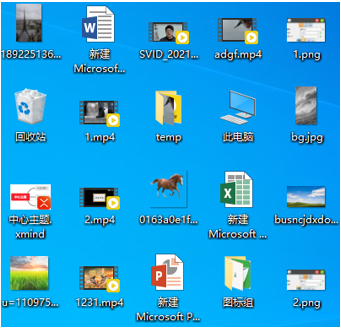 189225136...
新建
Microsof...
SVID_2021...
adgf.mp4
1.png
回收站
1.mp4
temp
此电脑
bg.jpg
中心主题.
xmind
2.mp4
0163a0e1f...
新建
Microsoft ...
busncjdxdo...
u=110975...
1231.mp4
新建
Microsoft P...
图标组
2.png